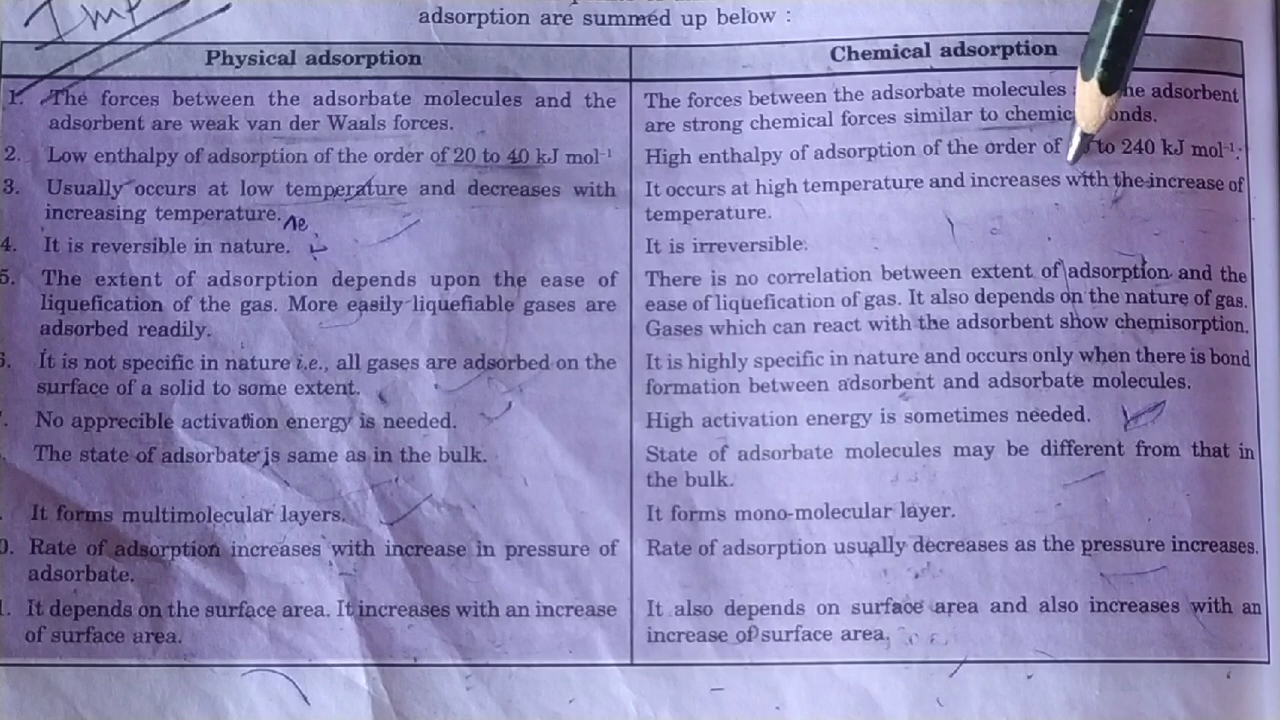 Imp
adsorption are summed up below :
Physical adsorption
Chemical adsorption
1. The forces between the adsorbate molecules and the
adsorbent are weak van der Waals forces.
The forces between the adsorbate molecules adsorbent
are strong chemical forces similar to
2. Low enthalpy of adsorption of the order of 20 to 40 kJ mol⁻¹
High enthalpy of adsorption of the order of to 240 kJ mol⁻¹.
3. Usually occurs at low temperature and decreases with
increasing temperature.
It occurs at high temperature and increases with the increase of
temperature.
4. It is reversible in nature.
It is irreversible.
5. The extent of adsorption depends upon the ease of
liquefication of the gas. More easily liquefiable gases are
adsorbed readily.
There is no correlation between extent of adsorption and the
ease of liquefication of gas. It also depends on the nature of gas.
Gases which can react with the adsorbent show chemisorption.
It is not specific in nature i.e., all gases are adsorbed on the
surface of a solid to some extent.
It is highly specific in nature and occurs only when there is bond
formation between adsorbent and adsorbate molecules.
No apprecible activation energy is needed.
High activation energy is sometimes needed.
The state of adsorbate is same as in the bulk.
State of adsorbate molecules may be different from that in
the bulk.
It forms multimolecular layers.
It forms mono-molecular layer.
Rate of adsorption increases with increase in pressure of
adsorbate.
Rate of adsorption usually decreases as the pressure increases.
It depends on the surface area. It increases with an increase
of surface area.
It also depends on surface area and also increases with an
increase of surface area.